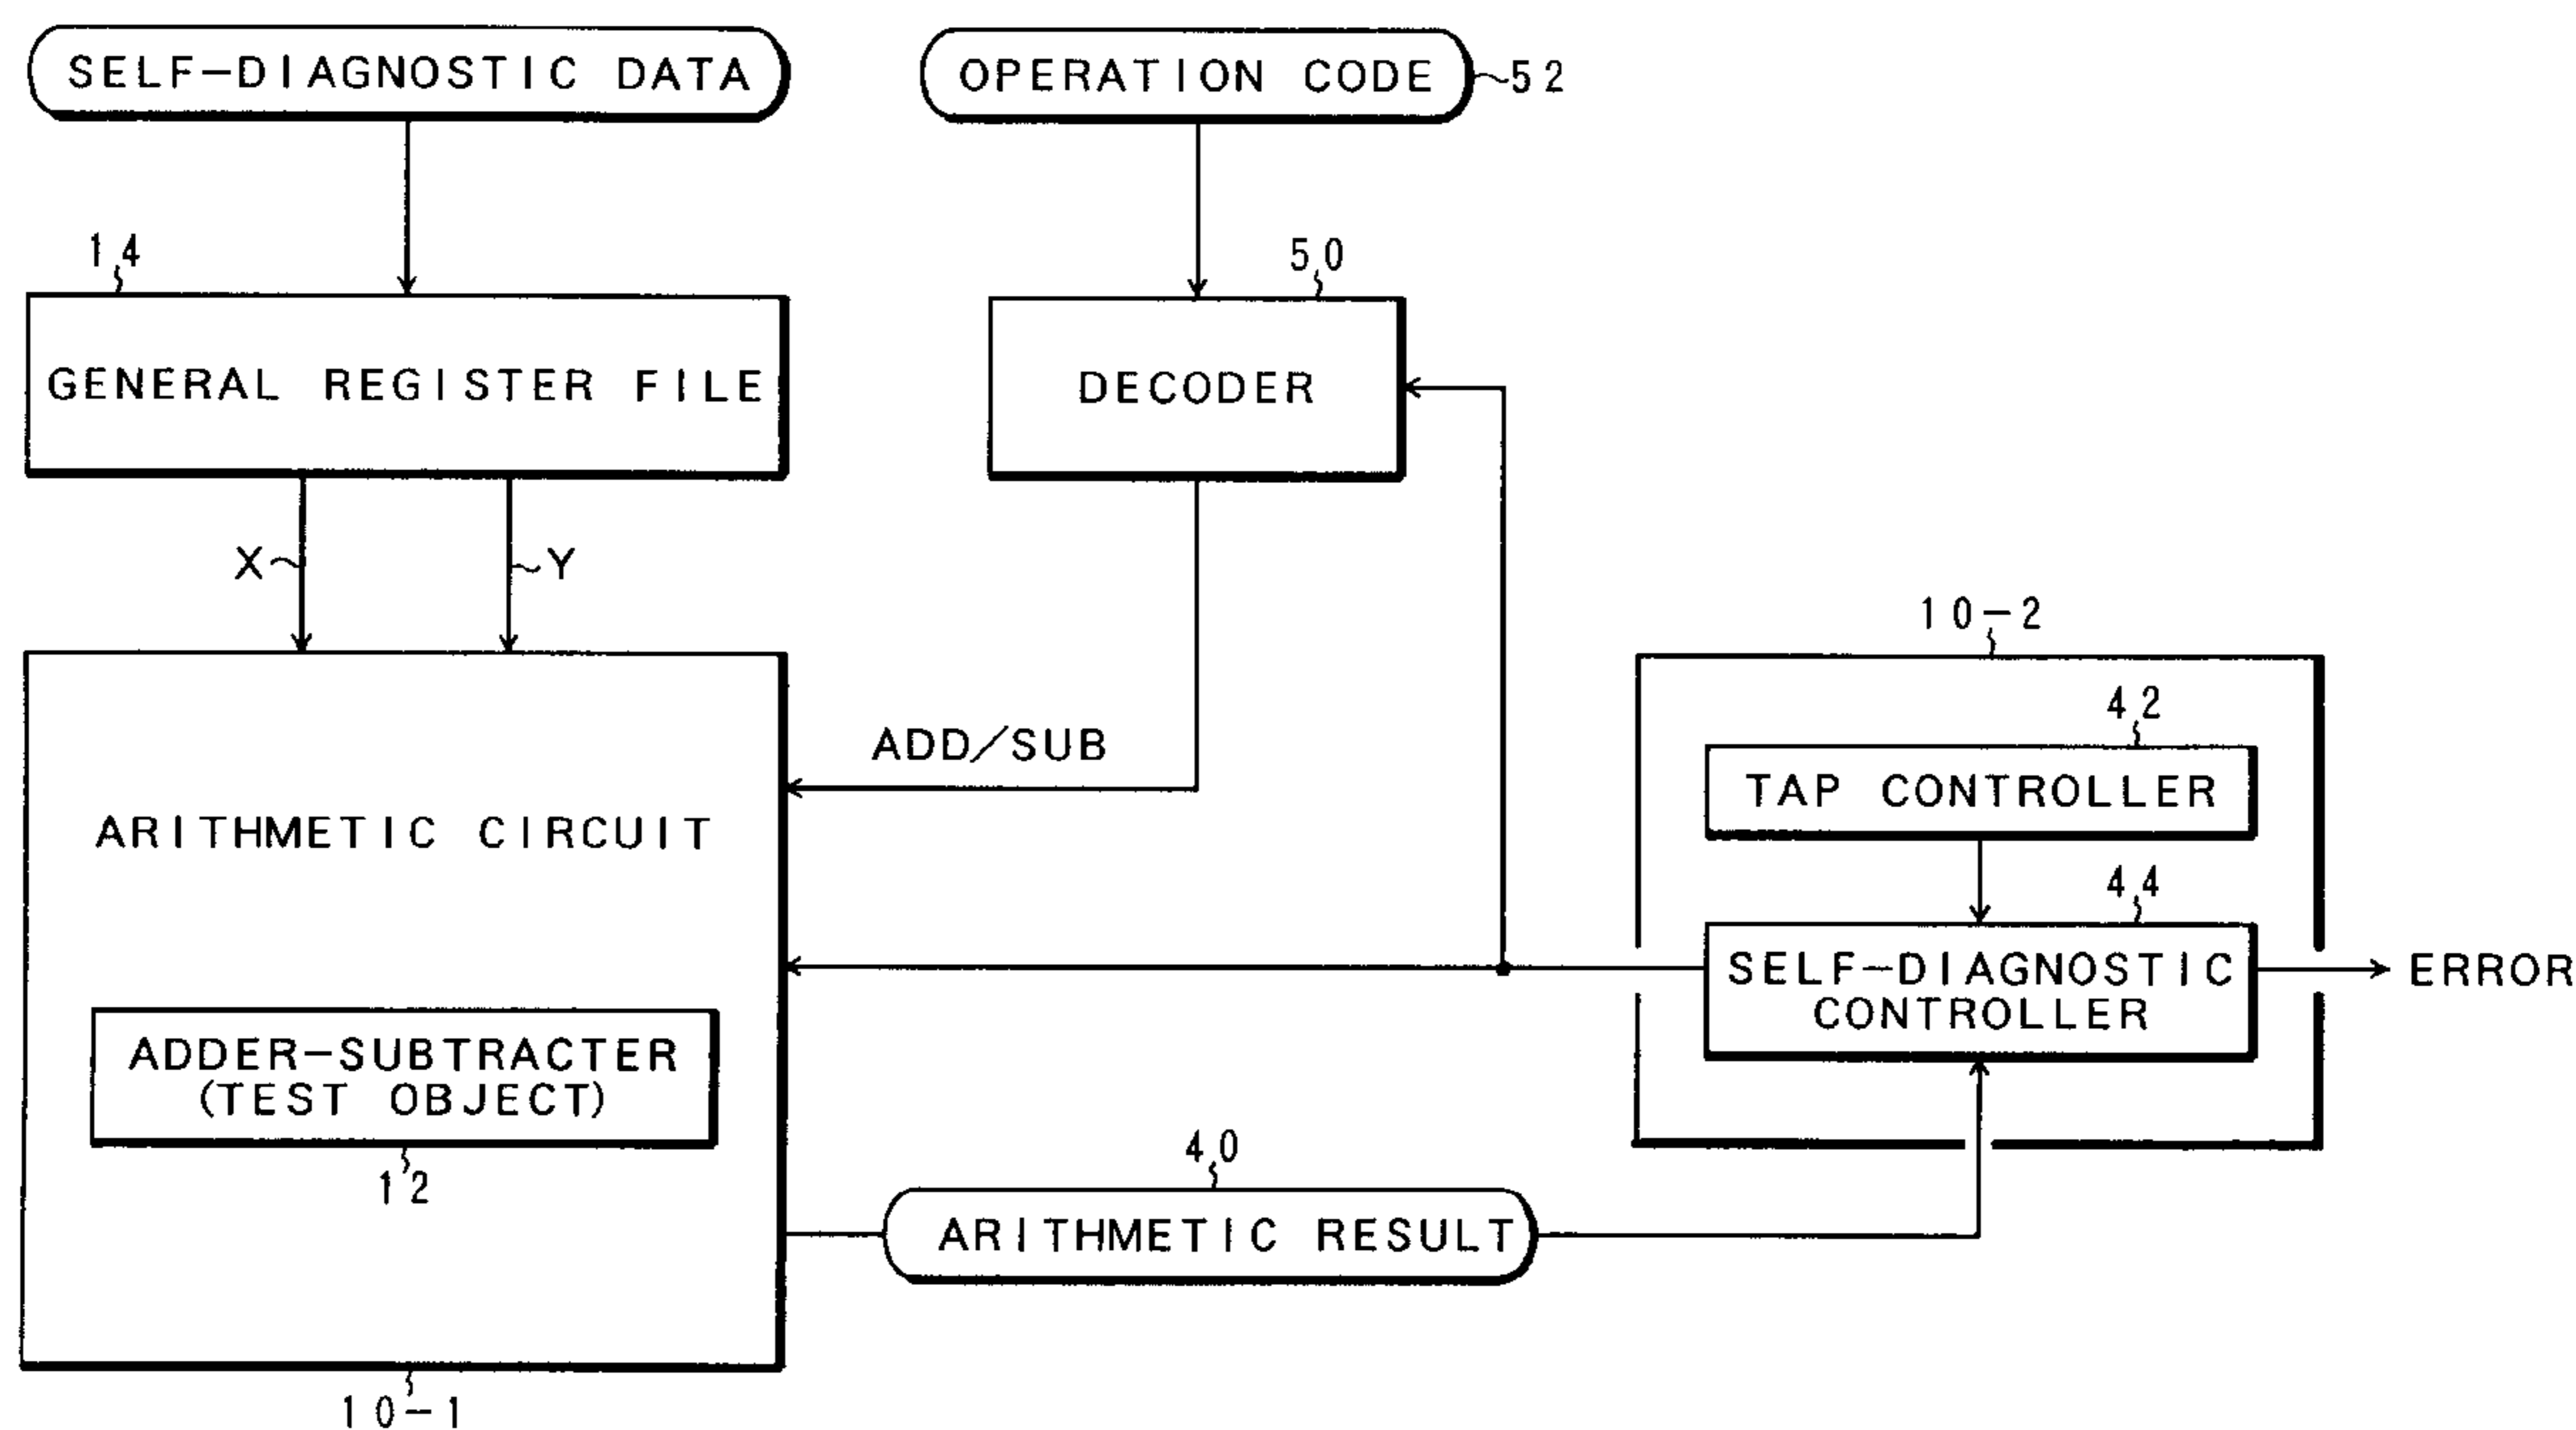 SELF-DIAGNOSTIC DATA
OPERATION CODE
52
14
50
GENERAL REGISTER FILE
DECODER
X
Y
10-2
42
ADD/SUB
TAP CONTROLLER
ARITHMETIC CIRCUIT
44
SELF-DIAGNOSTIC
CONTROLLER
ERROR
ADDER-SUBTRACTER
(TEST OBJECT)
12
40
ARITHMETIC RESULT
10-1